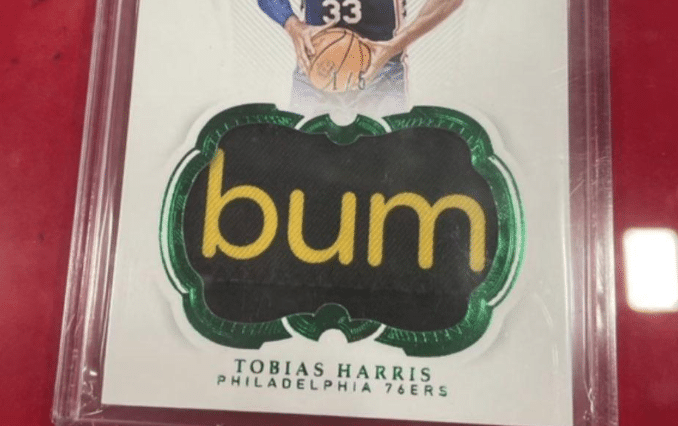 33
bum
TOBIAS HARRIS
PHILADELPHIA 76ERS